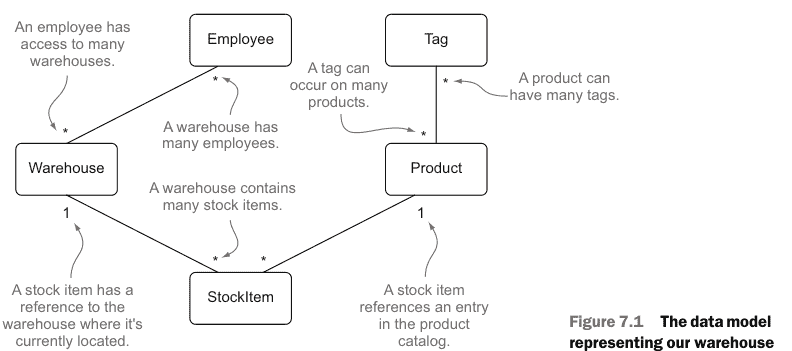 An employee has
access to many
warehouses.
Employee
Tag
*
A tag can
occur on many
products.
*
A product can
have many tags.
*
A warehouse has
many employees.
*
Warehouse
Product
1
A warehouse contains
many stock items.
1
*
*
StockItem
A stock item has a
reference to the
warehouse where it's
currently located.
A stock item
references an entry
in the product
catalog.
Figure 7.1 The data model
representing our warehouse